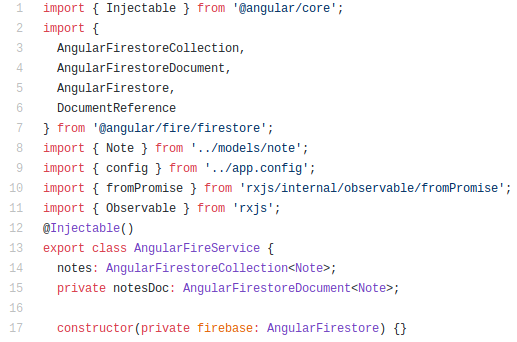 1 import { Injectable } from '@angular/core';
2 import {
3   AngularFirestoreCollection,
4   AngularFirestoreDocument,
5   AngularFirestore,
6   DocumentReference
7 } from '@angular/fire/firestore';
8 import { Note } from '../models/note';
9 import { config } from '../app.config';
10 import { fromPromise } from 'rxjs/internal/observable/fromPromise';
11 import { Observable } from 'rxjs';
12 @Injectable()
13 export class AngularFireService {
14   notes: AngularFirestoreCollection<Note>;
15   private notesDoc: AngularFirestoreDocument<Note>;
16
17   constructor(private firebase: AngularFirestore) {}